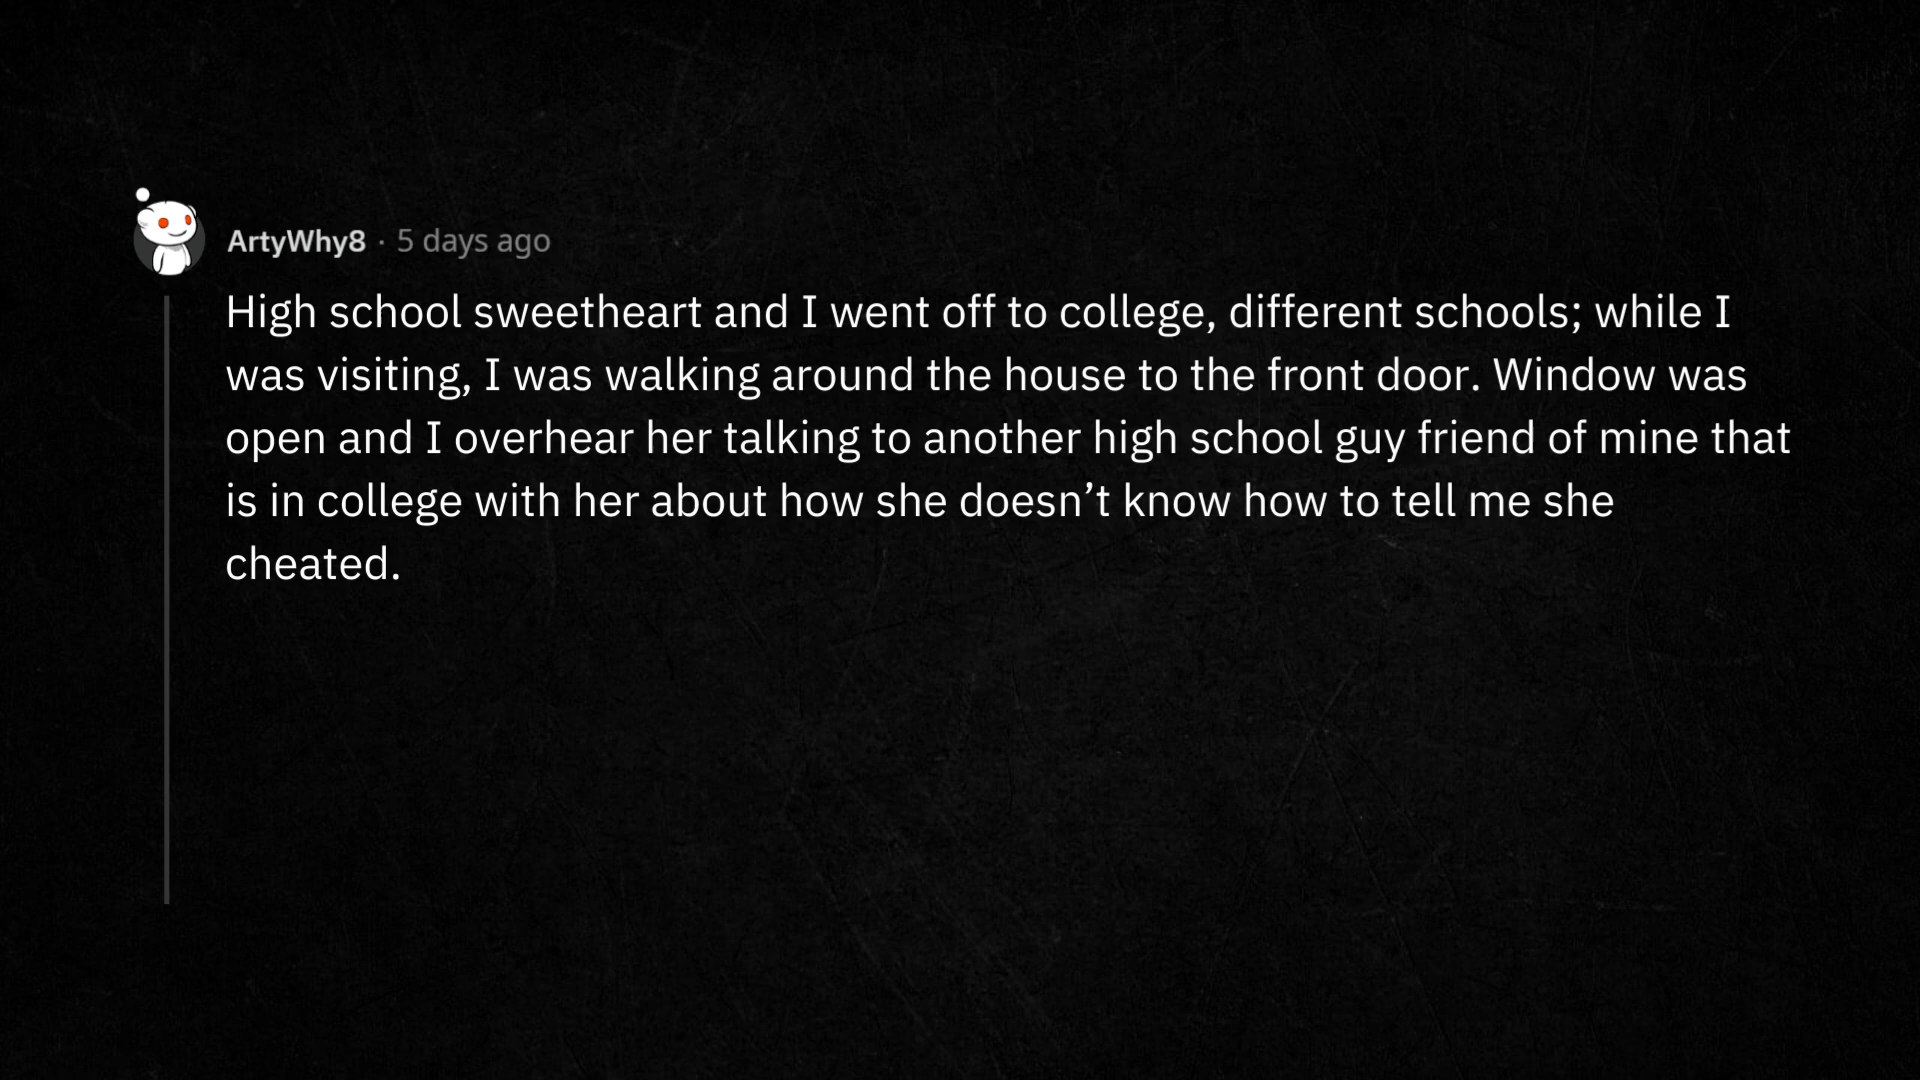 ArtyWhy8 · 5 days ago
High school sweetheart and I went off to college, different schools; while I
was visiting, I was walking around the house to the front door. Window was
open and I overhear her talking to another high school guy friend of mine that
is in college with her about how she doesn’t know how to tell me she
cheated.